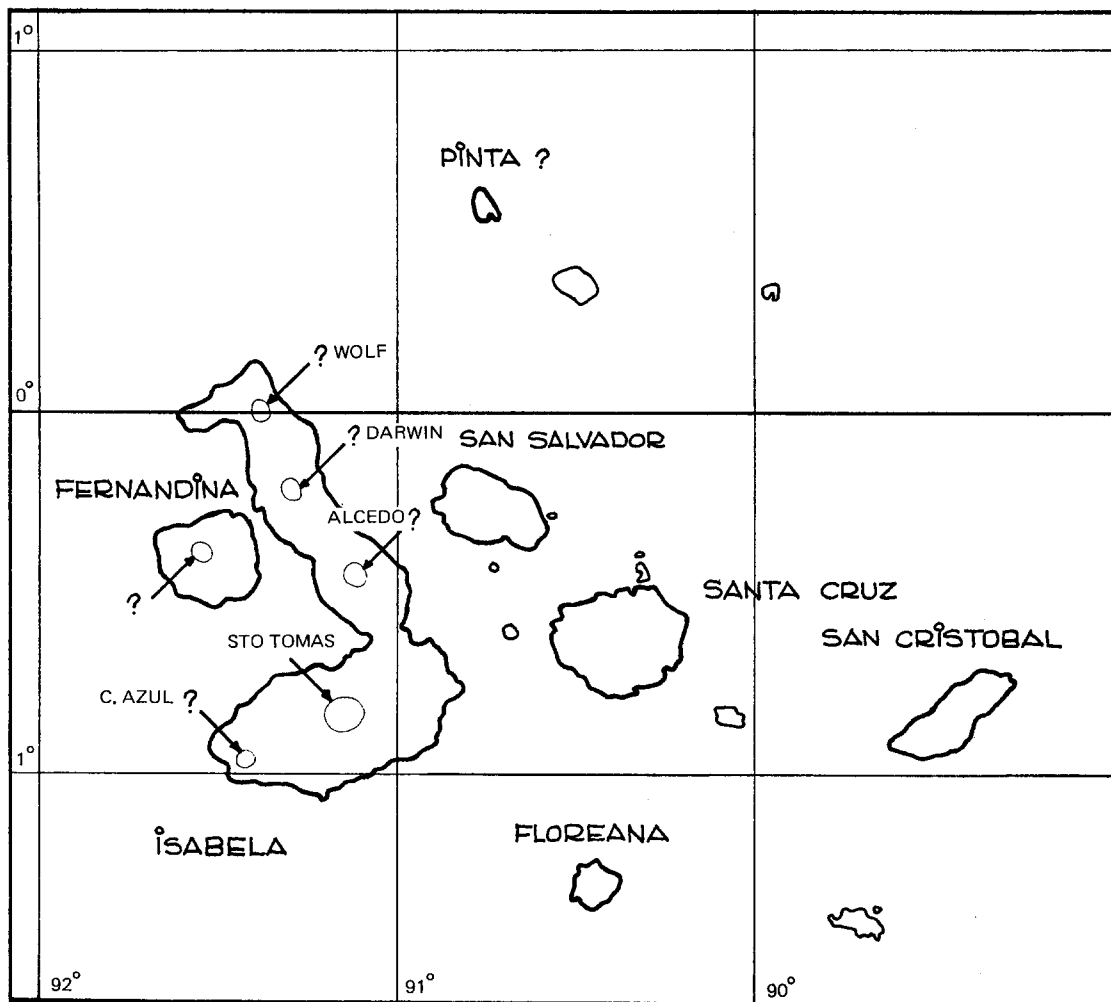 1°
PINTA ?
? WOLF
0°
? DARWIN
SAN SALVADOR
FERNANDINA
ALCEDO ?
?
SANTA CRUZ
STO TOMAS
SAN CRISTOBAL
C. AZUL ?
1°
ISABELA
FLOREANA
92°
91°
90°